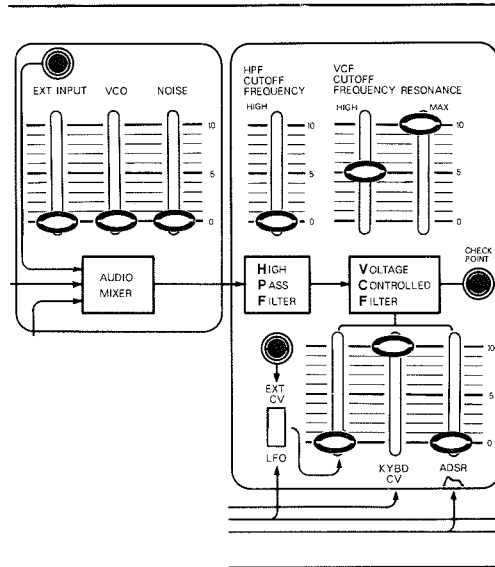 EXT INPUT VCO NOISE
10
5
0
AUDIO
MIXER
HPF
CUTOFF
FREQUENCY
HIGH
10
5
0
VCF
CUTOFF
FREQUENCY RESONANCE
HIGH MAX
10
5
0
HIGH
PASS
FILTER
VOLTAGE
CONTROLLED
FILTER
CHECK
POINT
EXT
CV
LFO
10
5
0
KYBD
CV
ADSR